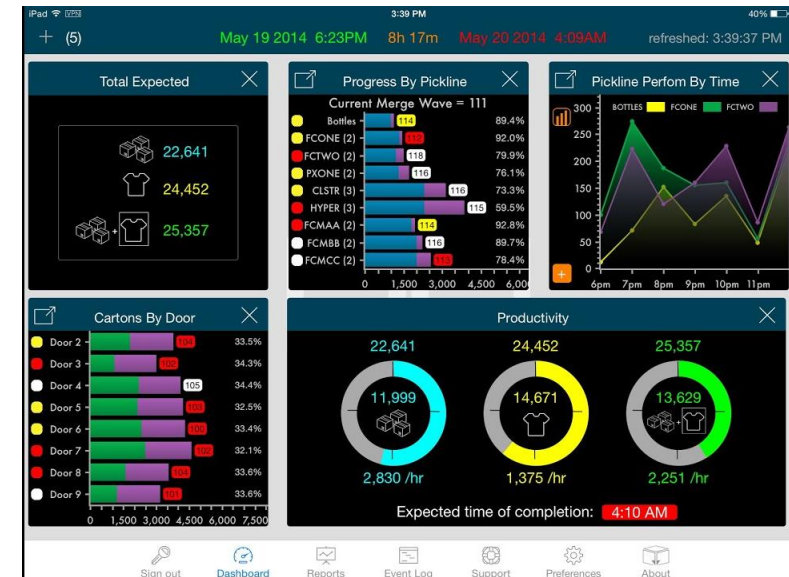 iPad VPN 3:39 PM 40%
+ (5) May 19 2014 6:23PM 8h 17m May 20 2014 4:09AM refreshed: 3:39:37 PM
Total Expected
22,641
24,452
+ 25,357
Progress By Pickline
Current Merge Wave = 111
Bottles 114 89.4%
FCONE (2) 112 92.0%
FCTWO (2) 118 79.9%
PXONE (2) 116 76.1%
CLSTR (3) 116 73.3%
HYPER (3) 115 59.5%
FCMAA (2) 114 92.8%
FCMBB (2) 116 89.7%
FCMCC (2) 113 78.4%
0 1,500 3,000 4,500 6,00
Pickline Perfom By Time
BOTTLES FCONE FCTWO
300
250
200
150
100
50
0
6pm 7pm 8pm 9pm 10pm 11pm
+
Cartons By Door
Door 2 104 33.5%
Door 3 102 34.3%
Door 4 105 34.4%
Door 5 103 32.5%
Door 6 100 33.4%
Door 7 102 32.1%
Door 8 104 33.6%
Door 9 101 33.6%
0 1,500 3,000 4,500 6,000 7,500
Productivity
22,641 24,452 25,357
11,999 14,671 13,629
+
2,830 /hr 1,375 /hr 2,251 /hr
Expected time of completion: 4:10 AM
Sign out Dashboard Reports Event Log Support Preferences About